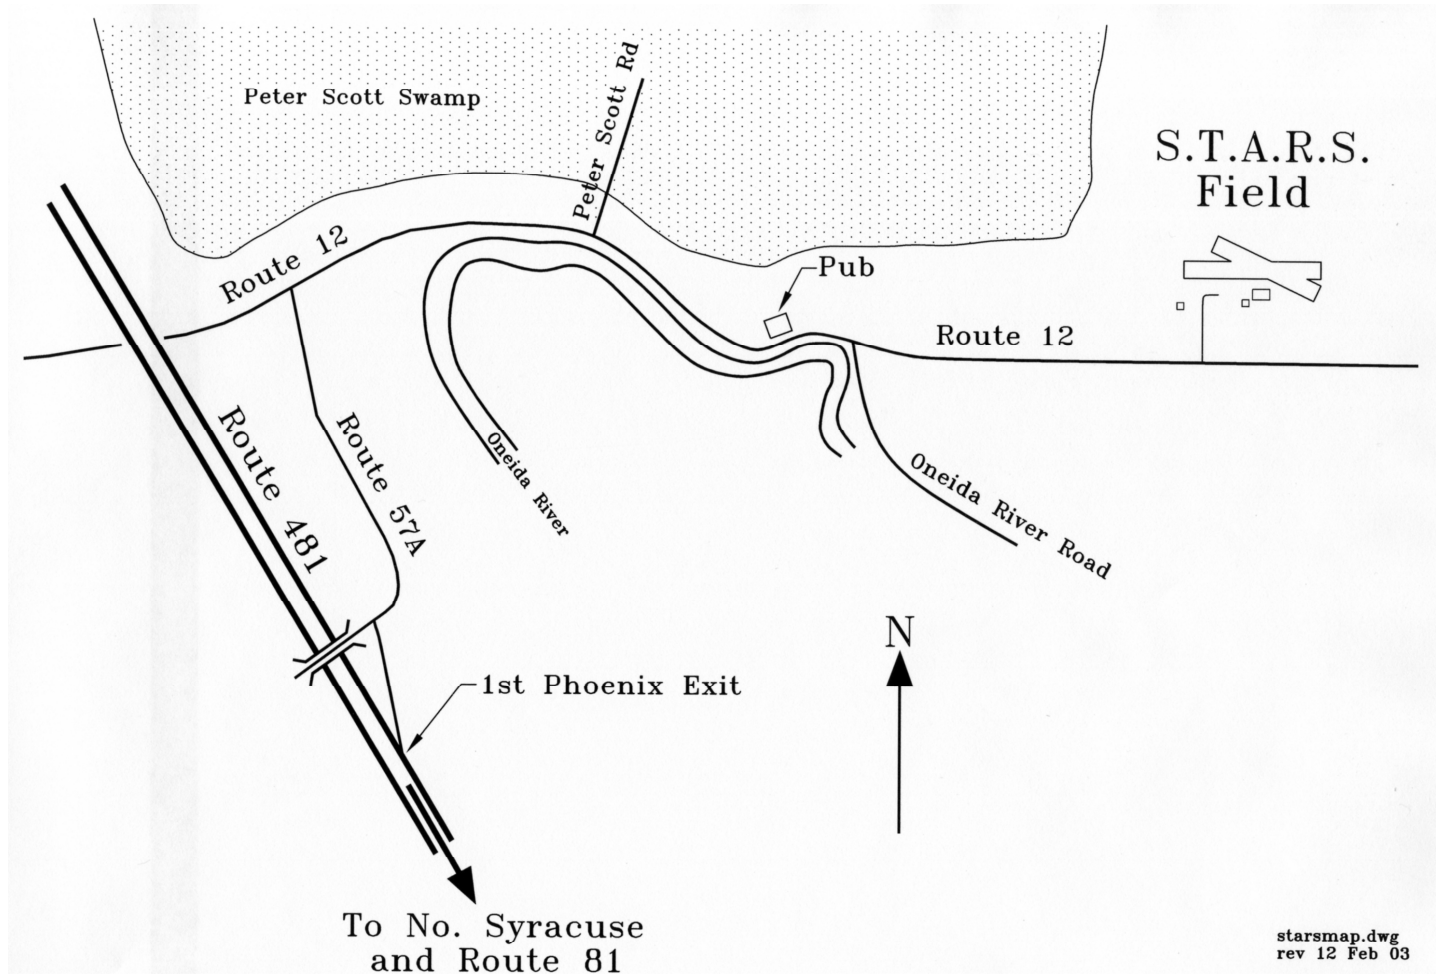 Peter Scott Swamp
Peter Scott Rd
S.T.A.R.S.
Field
Route 12
Pub
Route 12
Route 481
Route 57A
Oneida River
Oneida River Road
N
1st Phoenix Exit
To No. Syracuse
and Route 81
starsmap.dwg
rev 12 Feb 03